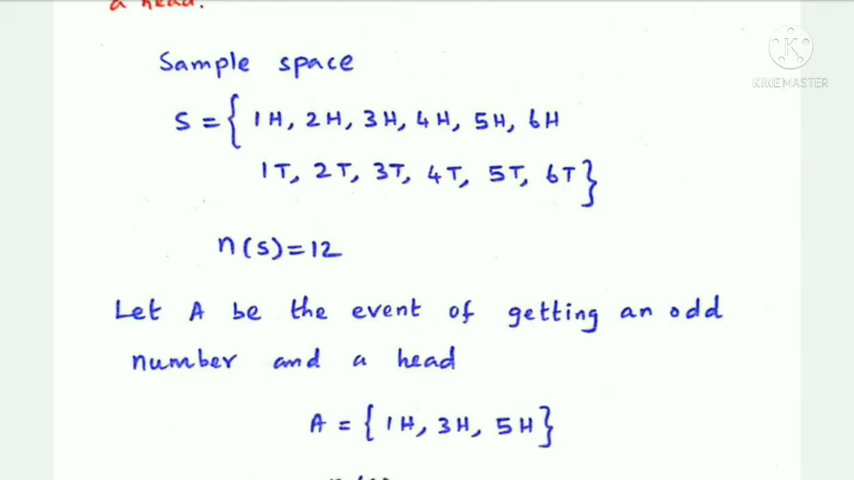 a head.
Sample space
S = { 1H, 2H, 3H, 4H, 5H, 6H
1T, 2T, 3T, 4T, 5T, 6T }
n(s) = 12
Let A be the event of getting an odd
number and a head
A = { 1H, 3H, 5H }
K
KINEMASTER